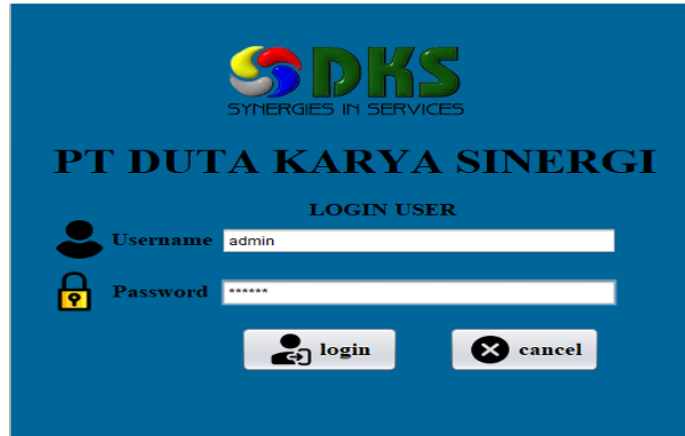 DKS
SYNERGIES IN SERVICES
PT DUTA KARYA SINERGI
LOGIN USER
Username admin
Password ******
login cancel